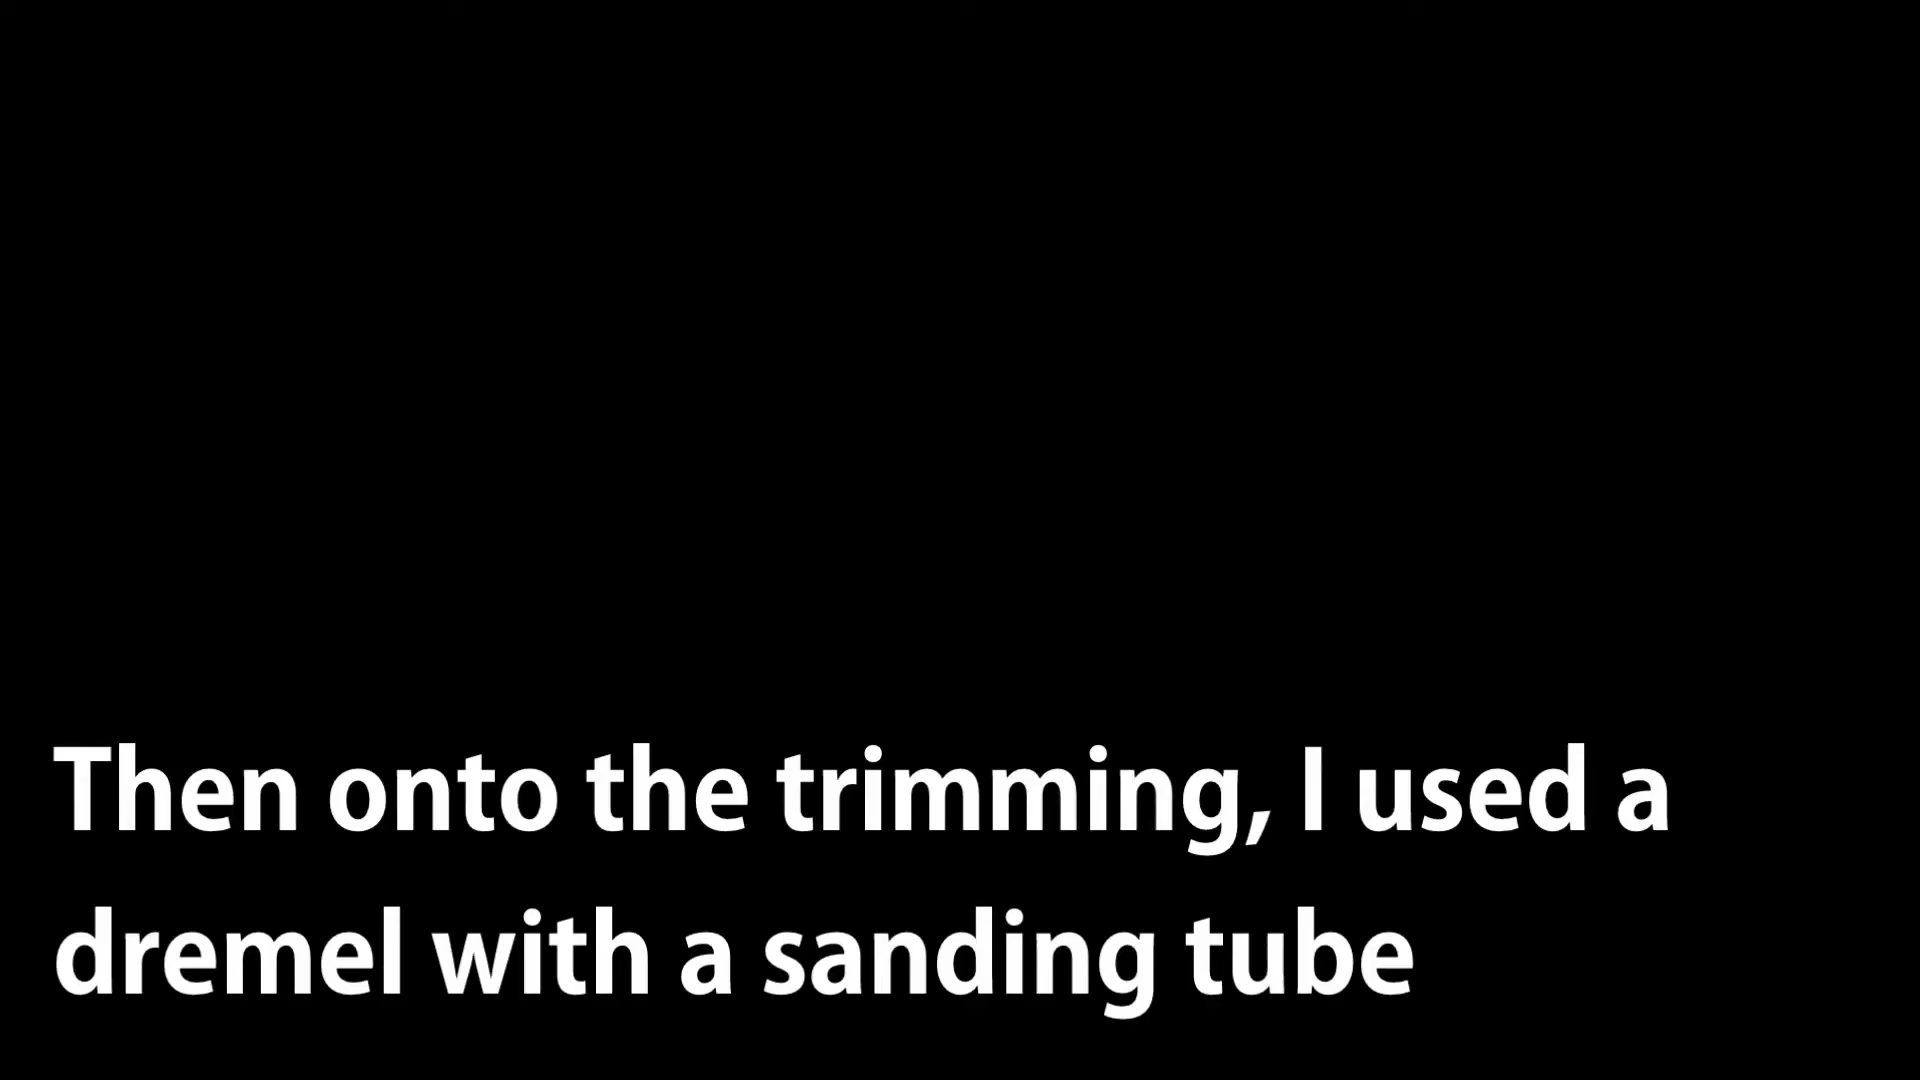 Then onto the trimming, I used a
dremel with a sanding tube